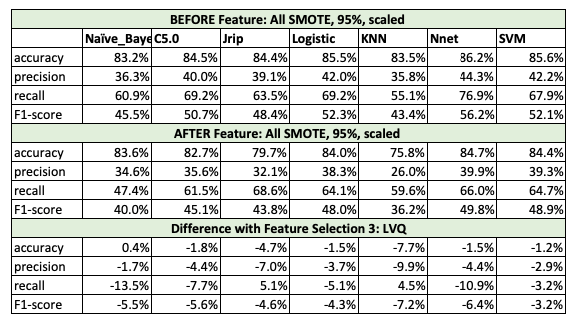 BEFORE Feature: All SMOTE, 95%, scaled
Naïve_Baye C5.0 Jrip Logistic KNN Nnet SVM
accuracy 83.2% 84.5% 84.4% 85.5% 83.5% 86.2% 85.6%
precision 36.3% 40.0% 39.1% 42.0% 35.8% 44.3% 42.2%
recall 60.9% 69.2% 63.5% 69.2% 55.1% 76.9% 67.9%
F1-score 45.5% 50.7% 48.4% 52.3% 43.4% 56.2% 52.1%
AFTER Feature: All SMOTE, 95%, scaled
accuracy 83.6% 82.7% 79.7% 84.0% 75.8% 84.7% 84.4%
precision 34.6% 35.6% 32.1% 38.3% 26.0% 39.9% 39.3%
recall 47.4% 61.5% 68.6% 64.1% 59.6% 66.0% 64.7%
F1-score 40.0% 45.1% 43.8% 48.0% 36.2% 49.8% 48.9%
Difference with Feature Selection 3: LVQ
accuracy 0.4% -1.8% -4.7% -1.5% -7.7% -1.5% -1.2%
precision -1.7% -4.4% -7.0% -3.7% -9.9% -4.4% -2.9%
recall -13.5% -7.7% 5.1% -5.1% 4.5% -10.9% -3.2%
F1-score -5.5% -5.6% -4.6% -4.3% -7.2% -6.4% -3.2%